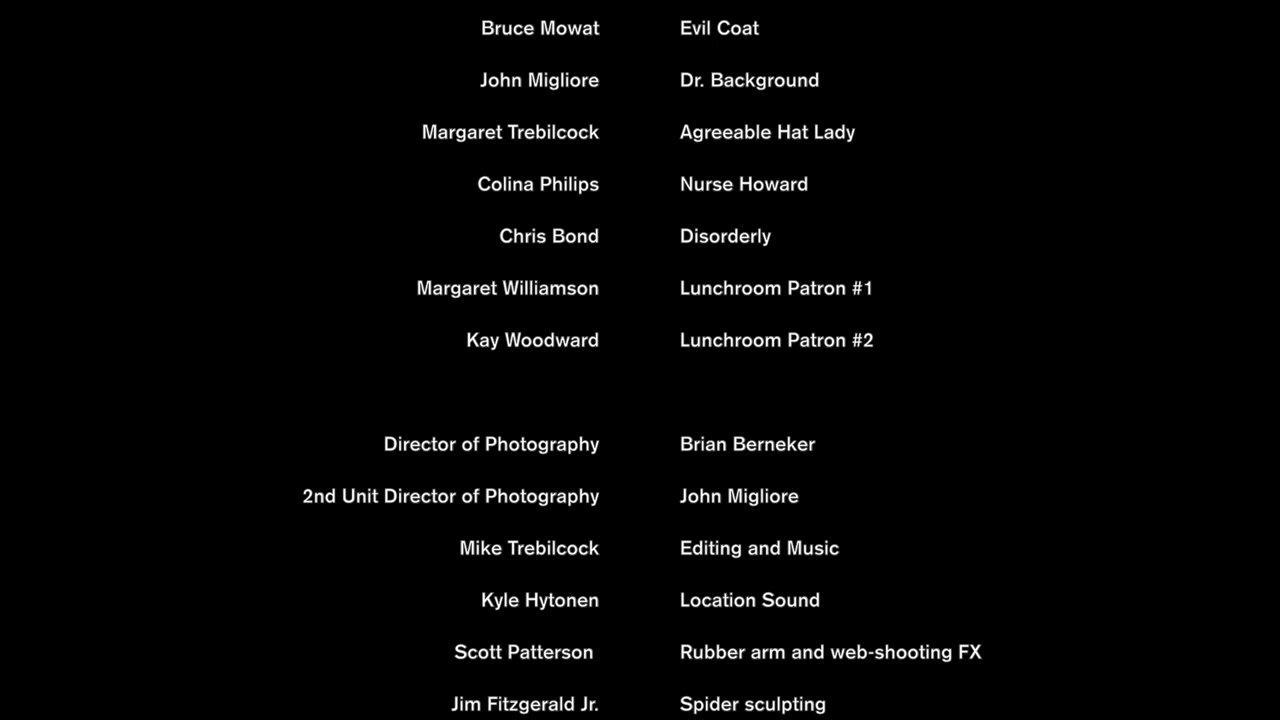 Bruce Mowat Evil Coat
John Migliore Dr. Background
Margaret Trebilcock Agreeable Hat Lady
Colina Philips Nurse Howard
Chris Bond Disorderly
Margaret Williamson Lunchroom Patron #1
Kay Woodward Lunchroom Patron #2
Director of Photography Brian Berneker
2nd Unit Director of Photography John Migliore
Mike Trebilcock Editing and Music
Kyle Hytonen Location Sound
Scott Patterson Rubber arm and web-shooting FX
Jim Fitzgerald Jr. Spider sculpting